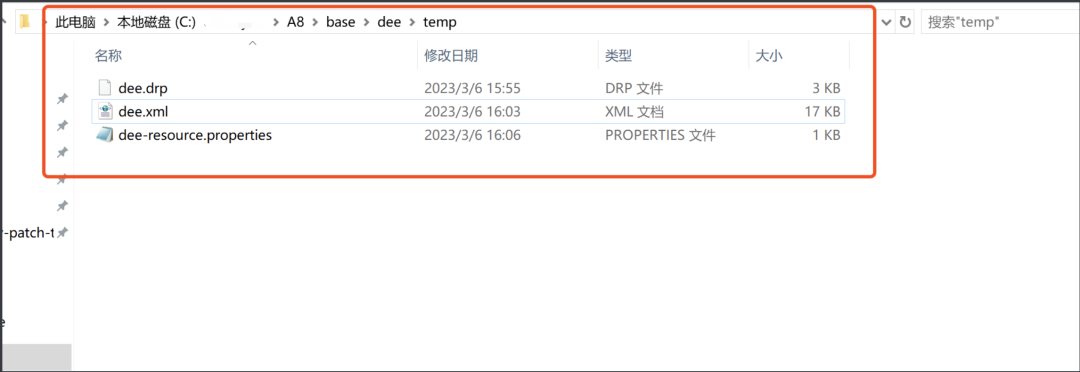 此电脑 > 本地磁盘 (C:) > A8 > base > dee > temp
搜索"temp"
名称 修改日期 类型 大小
dee.drp 2023/3/6 15:55 DRP 文件 3 KB
dee.xml 2023/3/6 16:03 XML 文档 17 KB
dee-resource.properties 2023/3/6 16:06 PROPERTIES 文件 1 KB
-patch-t